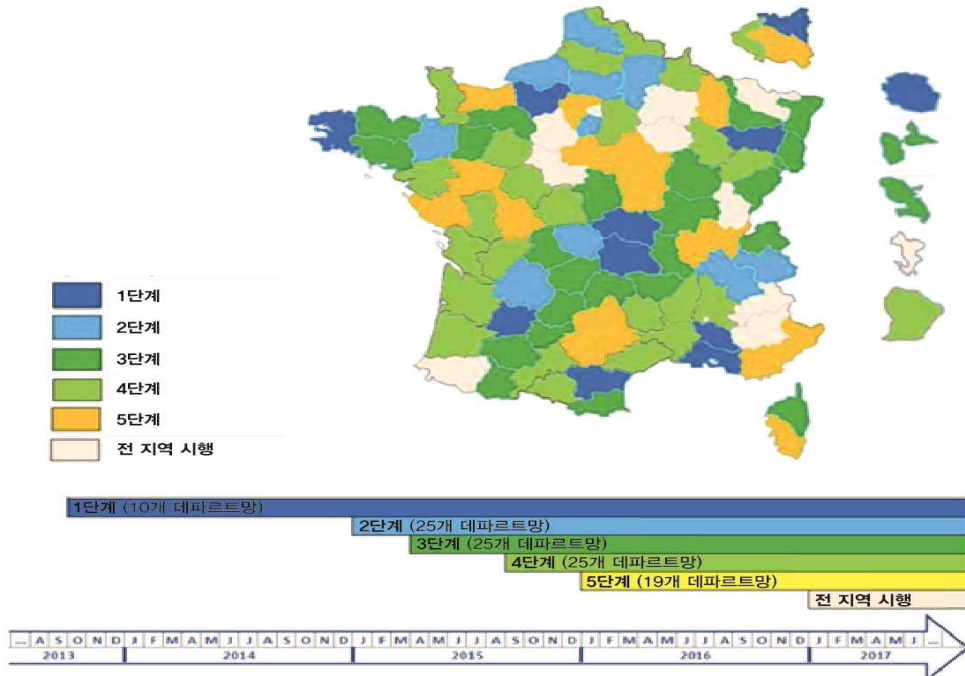 1단계
2단계
3단계
4단계
5단계
전 지역 시행
1단계 (10개 데파르트망)
2단계 (25개 데파르트망)
3단계 (25개 데파르트망)
4단계 (25개 데파르트망)
5단계 (19개 데파르트망)
전 지역 시행
... A S O N D J F M A M J J A S O N D J F M A M J J A S O N D J F M A M J J A S O N D J F M A M J ...
2013 2014 2015 2016 2017